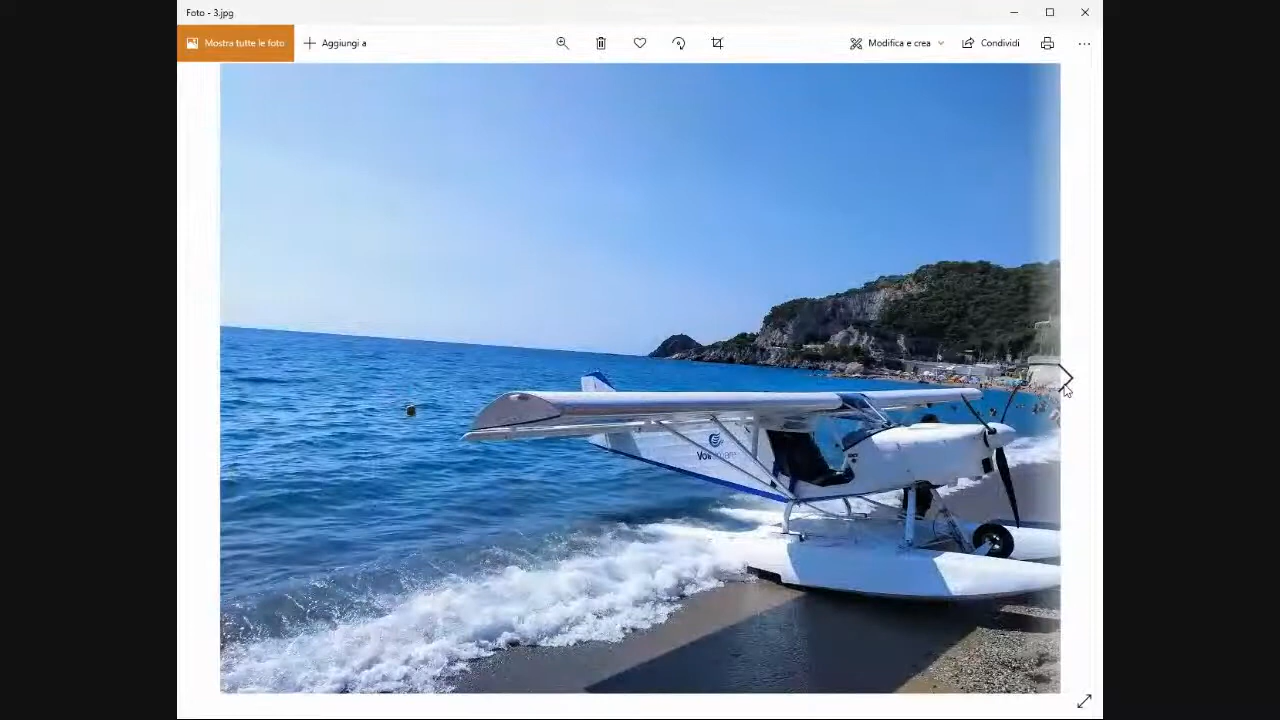 Foto - 3.jpg
Mostra tutte le foto
Aggiungi a
Modifica e crea
Condividi